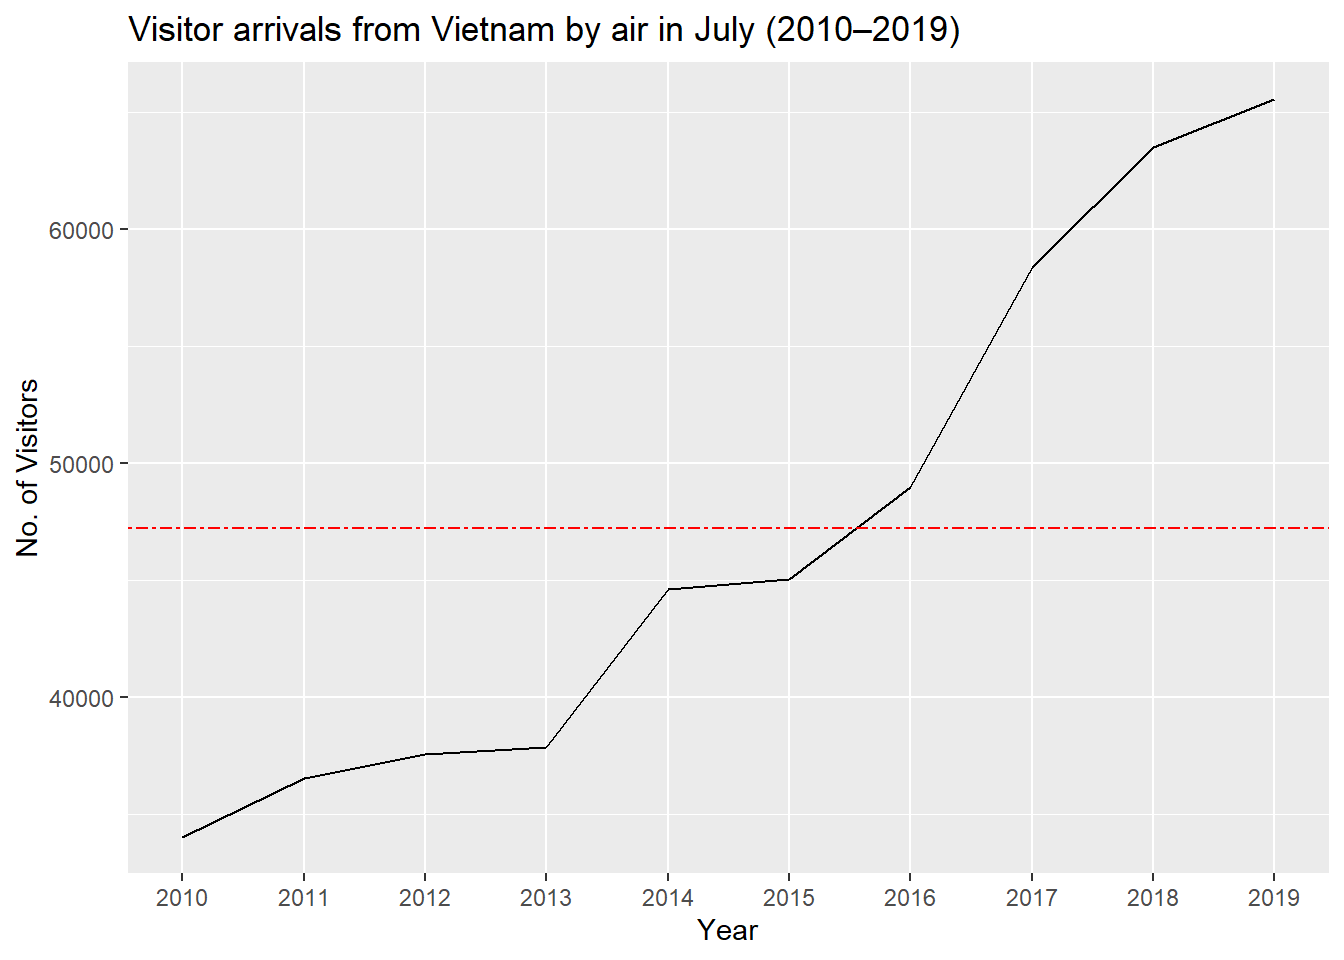 Visitor arrivals from Vietnam by air in July (2010–2019)
60000
50000
40000
No. of Visitors
2010 2011 2012 2013 2014 2015 2016 2017 2018 2019
Year